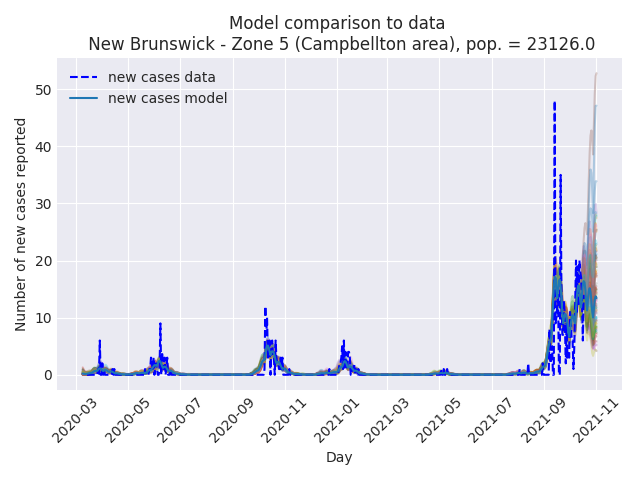 Model comparison to data
New Brunswick - Zone 5 (Campbellton area), pop. = 23126.0
new cases data
new cases model
Number of new cases reported
50
40
30
20
10
0
2020-03
2020-05
2020-07
2020-09
2020-11
2021-01
2021-03
2021-05
2021-07
2021-09
2021-11
Day